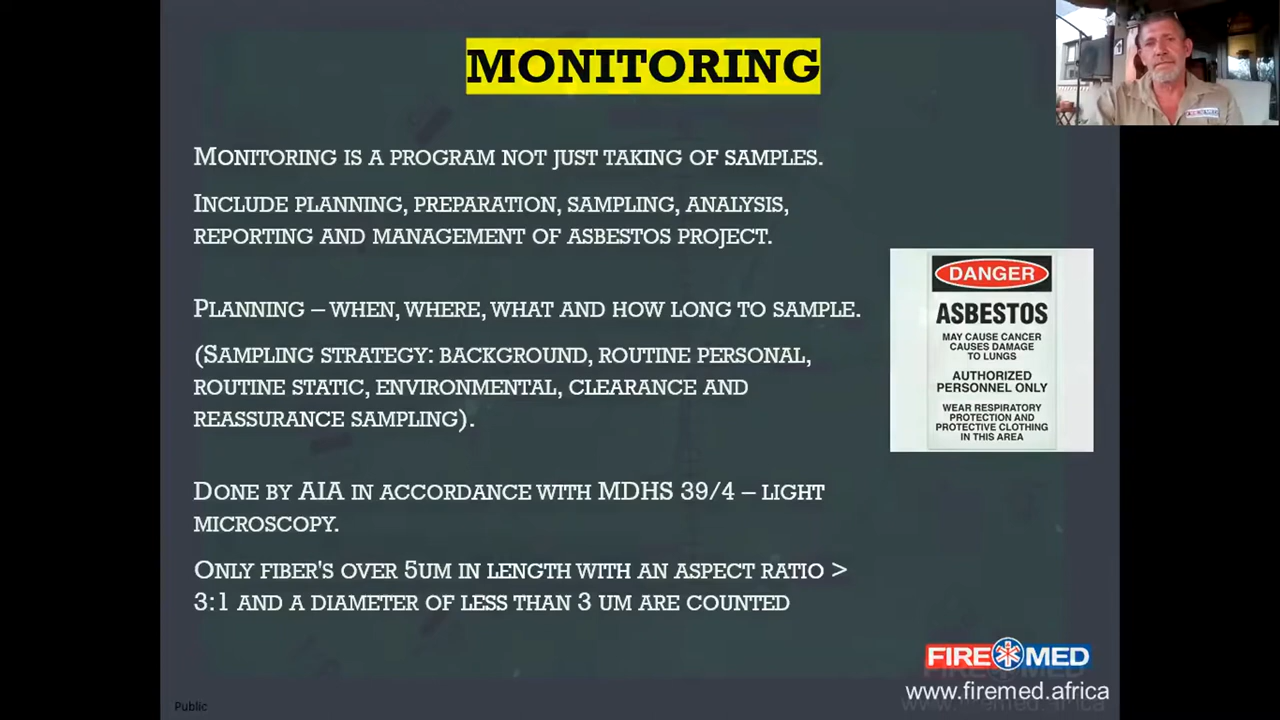 MONITORING
MONITORING IS A PROGRAM NOT JUST TAKING OF SAMPLES.
INCLUDE PLANNING, PREPARATION, SAMPLING, ANALYSIS,
REPORTING AND MANAGEMENT OF ASBESTOS PROJECT.
PLANNING – WHEN, WHERE, WHAT AND HOW LONG TO SAMPLE.
(SAMPLING STRATEGY: BACKGROUND, ROUTINE PERSONAL,
ROUTINE STATIC, ENVIRONMENTAL, CLEARANCE AND
REASSURANCE SAMPLING).
DONE BY AIA IN ACCORDANCE WITH MDHS 39/4 – LIGHT
MICROSCOPY.
ONLY FIBER'S OVER 5UM IN LENGTH WITH AN ASPECT RATIO >
3:1 AND A DIAMETER OF LESS THAN 3 UM ARE COUNTED
DANGER
ASBESTOS
MAY CAUSE CANCER
CAUSES DAMAGE
TO LUNGS
AUTHORIZED
PERSONNEL ONLY
WEAR RESPIRATORY
PROTECTION AND
PROTECTIVE CLOTHING
IN THIS AREA
FIRE MED
www.firemed.africa
Public